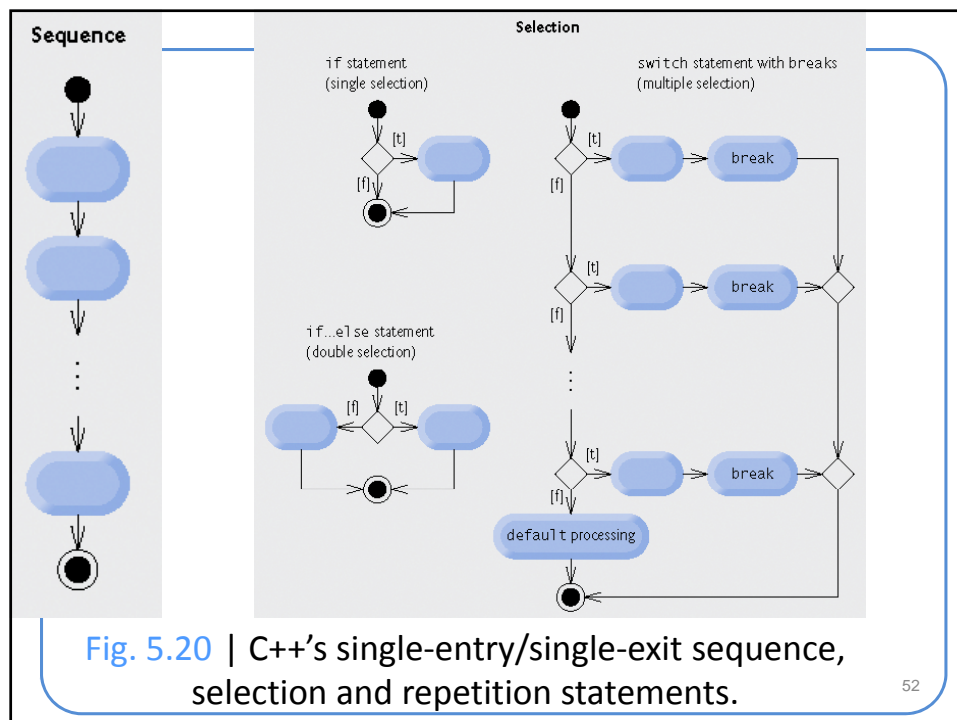 Sequence
Selection
if statement
(single selection)
[t]
[f]
if...else statement
(double selection)
[f]
[t]
switch statement with breaks
(multiple selection)
[t]
break
[f]
[t]
break
[f]
[t]
break
[f]
default processing
Fig. 5.20 | C++’s single-entry/single-exit sequence,
selection and repetition statements.
52